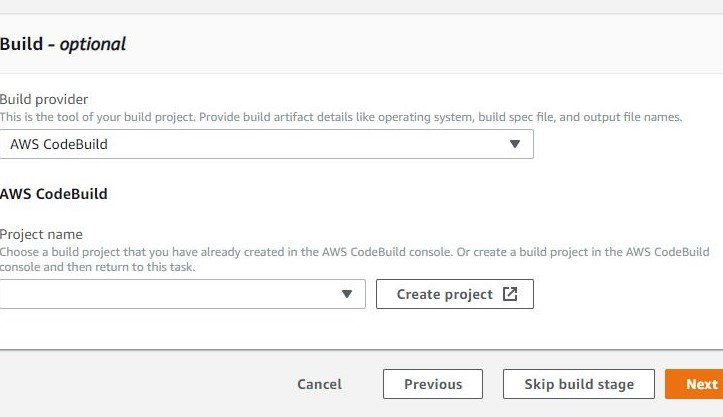 Build - optional
Build provider
This is the tool of your build project. Provide build artifact details like operating system, build spec file, and output file names.
AWS CodeBuild
AWS CodeBuild
Project name
Choose a build project that you have already created in the AWS CodeBuild console. Or create a build project in the AWS CodeBuild
console and then return to this task.
Create project
Cancel Previous Skip build stage Next